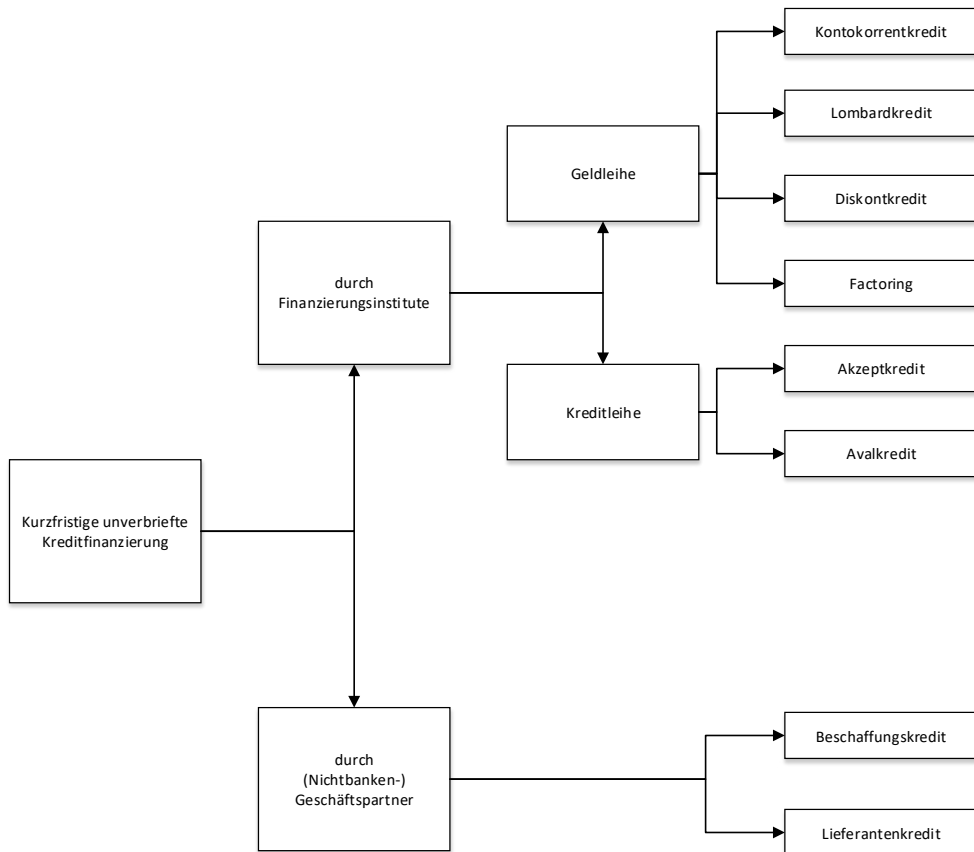 Kontokorrentkredit
Lombardkredit
Geldleihe
Diskontkredit
durch
Finanzierungsinstitute
Factoring
Akzeptkredit
Kreditleihe
Avalkredit
Kurzfristige unverbriefte
Kreditfinanzierung
Beschaffungskredit
durch
(Nichtbanken-)
Geschäftspartner
Lieferantenkredit